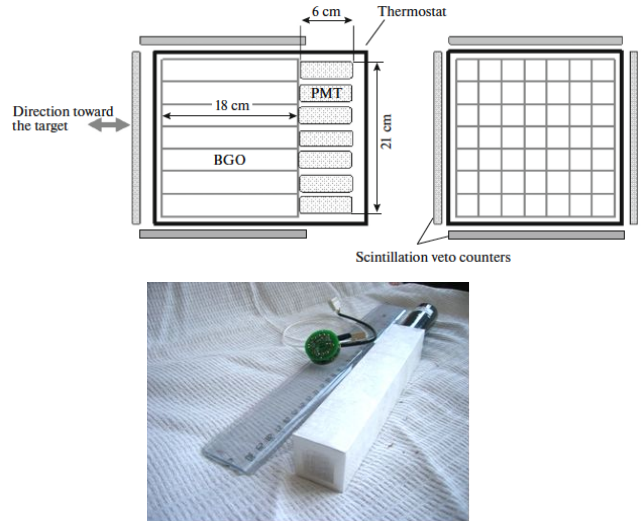 6 cm
Thermostat
PMT
Direction toward
the target
18 cm
21 cm
BGO
Scintillation veto counters